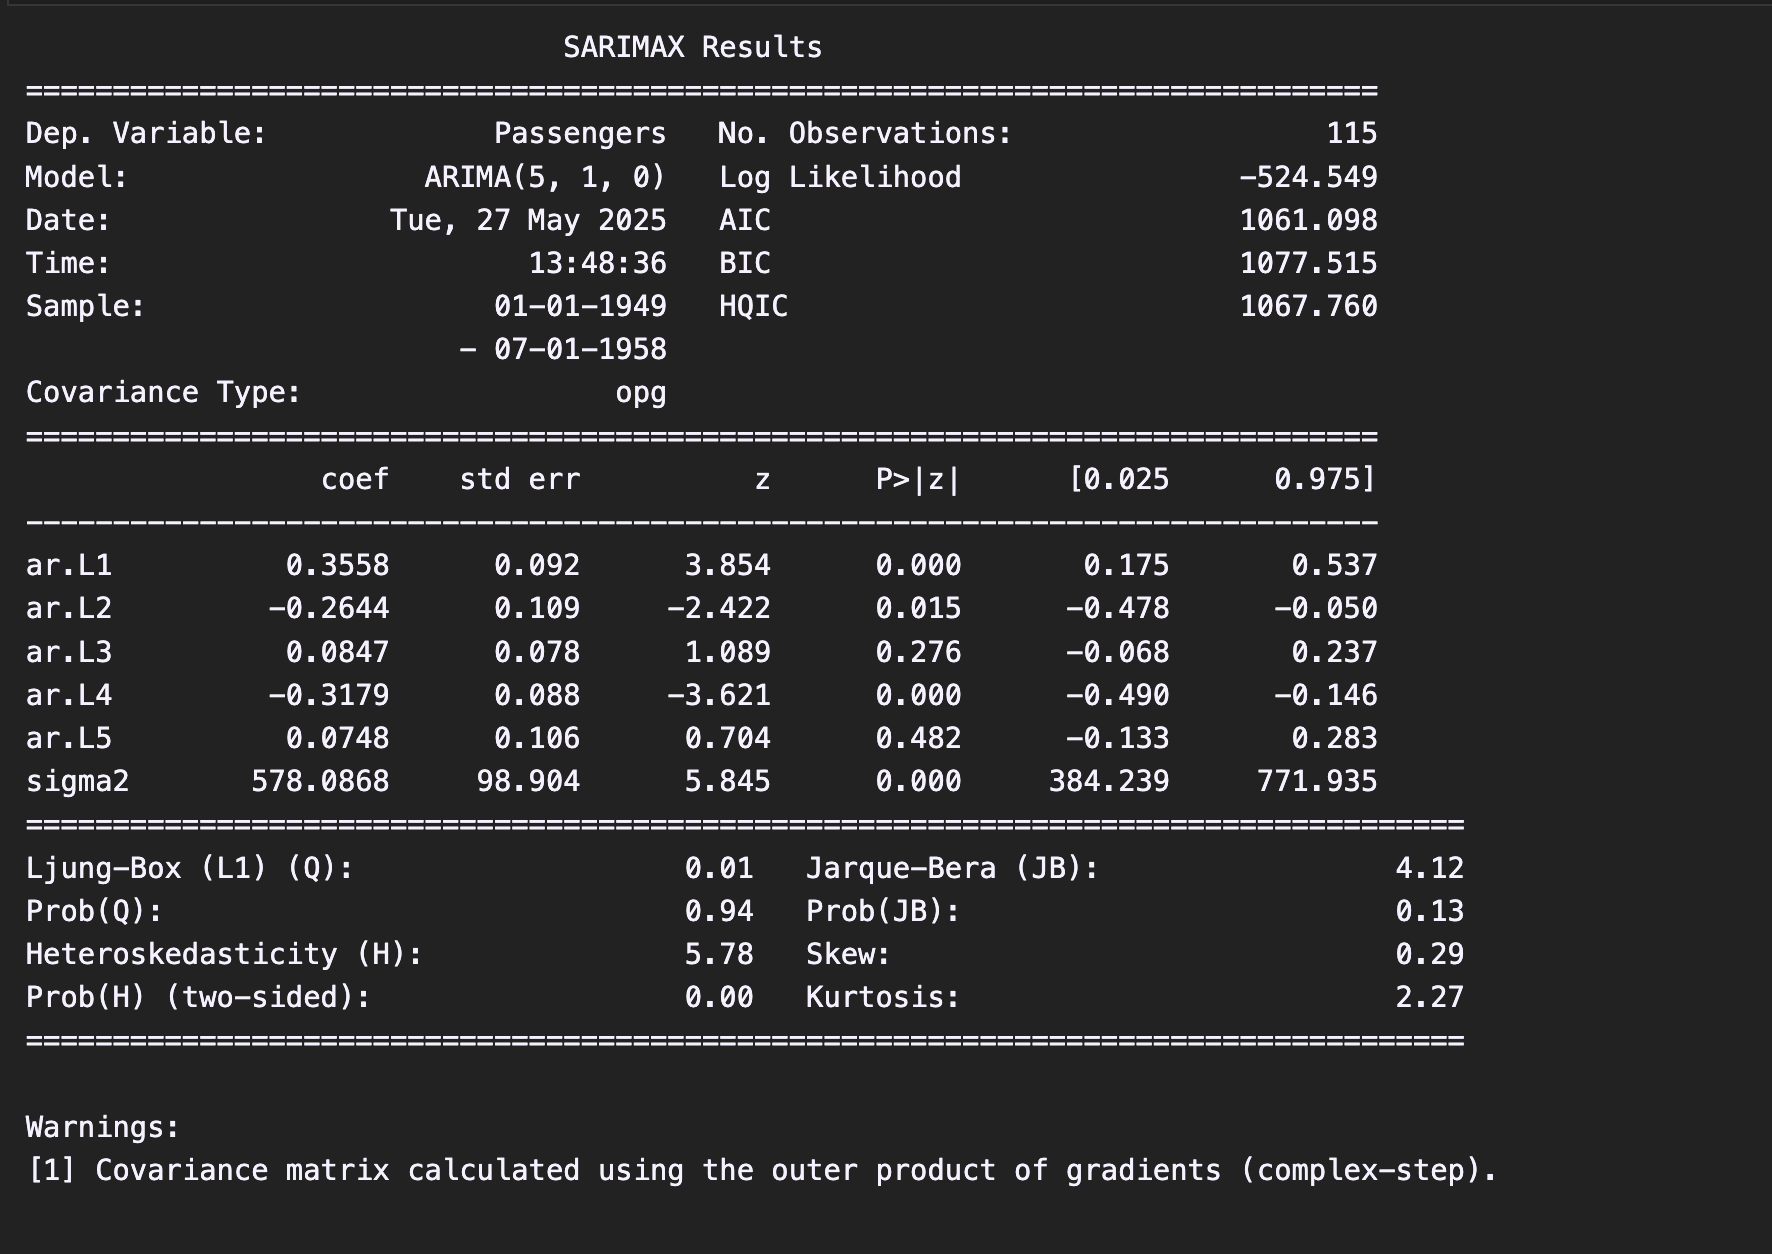 SARIMAX Results
==============================================================================
Dep. Variable:             Passengers   No. Observations:                  115
Model:                 ARIMA(5, 1, 0)   Log Likelihood                -524.549
Date:                Tue, 27 May 2025   AIC                           1061.098
Time:                        13:48:36   BIC                           1077.515
Sample:                    01-01-1949   HQIC                          1067.760
                         - 07-01-1958
Covariance Type:                  opg
==============================================================================
                 coef    std err          z      P>|z|      [0.025      0.975]
------------------------------------------------------------------------------
ar.L1          0.3558      0.092      3.854      0.000       0.175       0.537
ar.L2         -0.2644      0.109     -2.422      0.015      -0.478      -0.050
ar.L3          0.0847      0.078      1.089      0.276      -0.068       0.237
ar.L4         -0.3179      0.088     -3.621      0.000      -0.490      -0.146
ar.L5          0.0748      0.106      0.704      0.482      -0.133       0.283
sigma2       578.0868     98.904      5.845      0.000     384.239     771.935
===================================================================================
Ljung-Box (L1) (Q):                   0.01   Jarque-Bera (JB):                 4.12
Prob(Q):                              0.94   Prob(JB):                         0.13
Heteroskedasticity (H):               5.78   Skew:                             0.29
Prob(H) (two-sided):                  0.00   Kurtosis:                         2.27
===================================================================================

Warnings:
[1] Covariance matrix calculated using the outer product of gradients (complex-step).